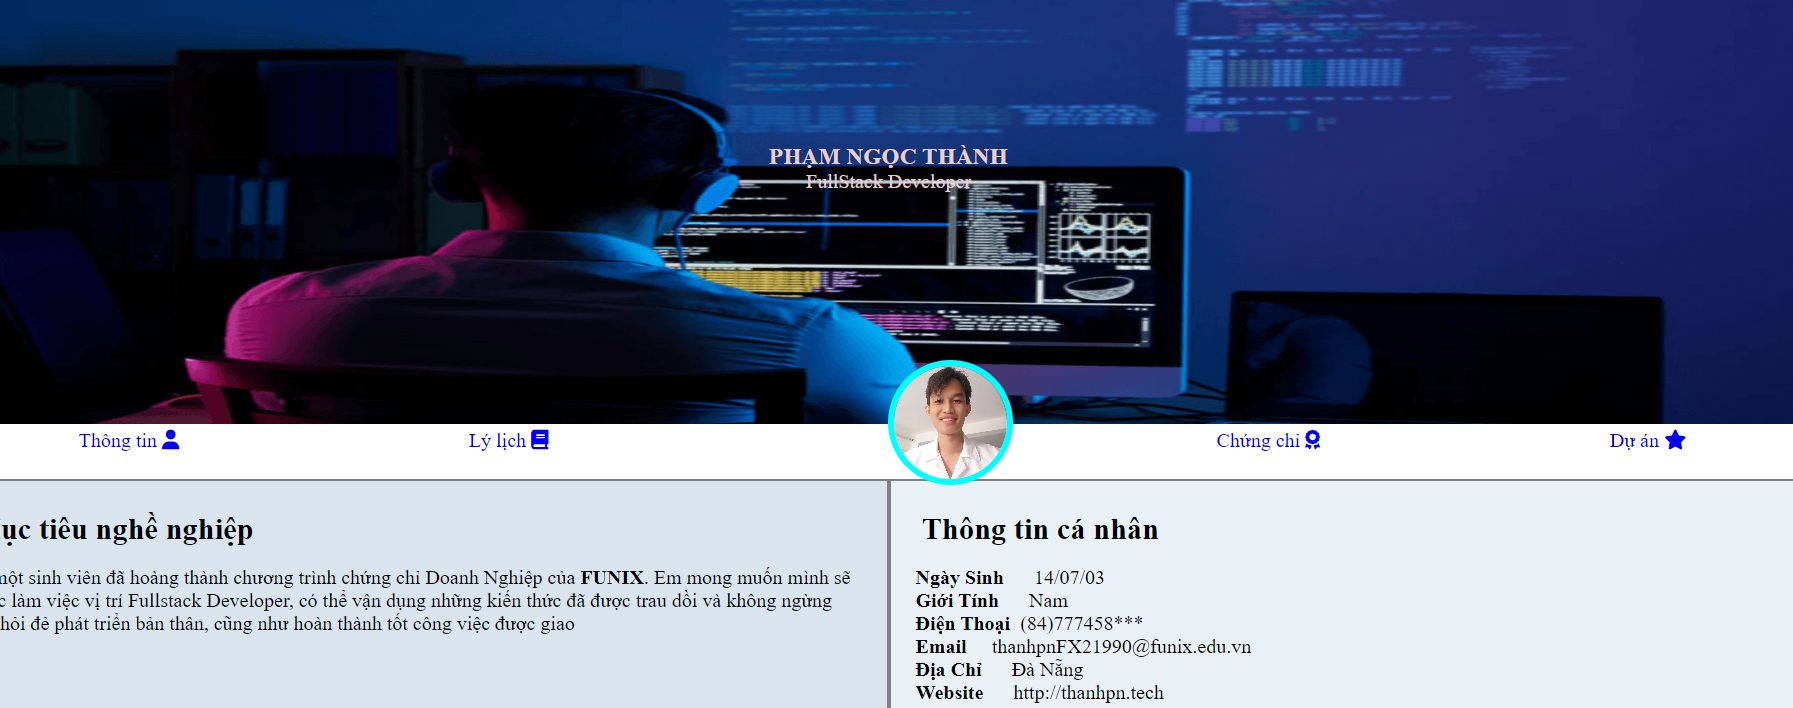 PHẠM NGỌC THÀNH
FullStack Developer
Thông tin
Lý lịch
Chứng chỉ
Dự án
tiêu nghề nghiệp
một sinh viên đã hoàn thành chương trình chứng chỉ Doanh Nghiệp của FUNIX. Em mong muốn mình sẽ
làm việc vị trí Fullstack Developer, có thể vận dụng những kiến thức đã được trau dồi và không ngừng
hỏi đẻ phát triển bản thân, cũng như hoàn thành tốt công việc được giao
Thông tin cá nhân
Ngày Sinh 14/07/03
Giới Tính Nam
Điện Thoại (84)777458***
Email thanhpnFX21990@funix.edu.vn
Địa Chỉ Đà Nẵng
Website http://thanhpn.tech